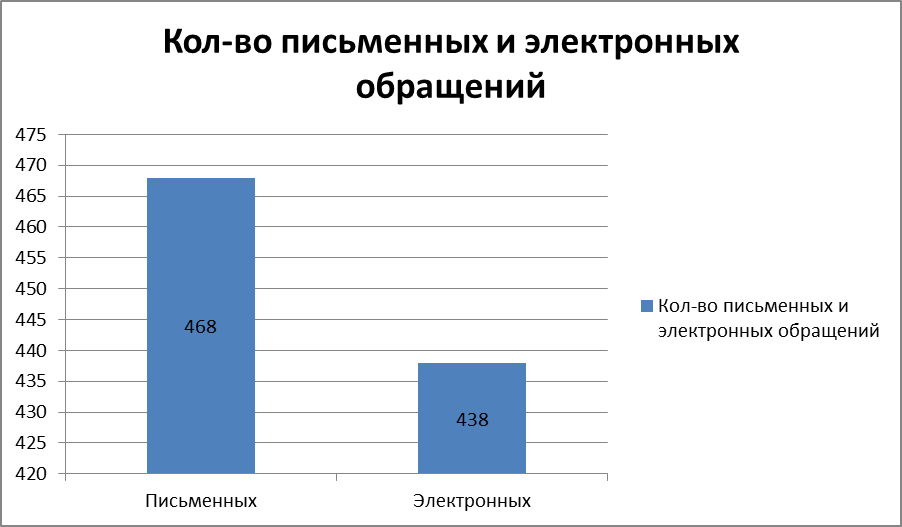 Кол-во письменных и электронных
обращений
475
470
465
460
455
450
445
440
435
430
425
420
468
438
Письменных
Электронных
Кол-во письменных и
электронных обращений